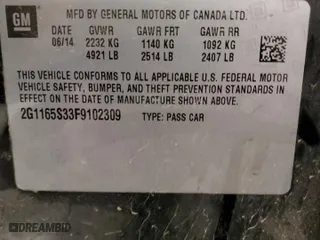 GM
MFD BY GENERAL MOTORS OF CANADA LTD.
DATE GVWR GAWR FRT GAWR RR
06/14 2232 KG 1140 KG 1092 KG
4921 LB 2514 LB 2407 LB
THIS VEHICLE CONFORMS TO ALL APPLICABLE U.S. FEDERAL MOTOR
VEHICLE SAFETY, BUMPER, AND THEFT PREVENTION STANDARDS IN
EFFECT ON THE DATE OF MANUFACTURE SHOWN ABOVE.
2G1165S33F9102309 TYPE: PASS CAR
DREAMBID